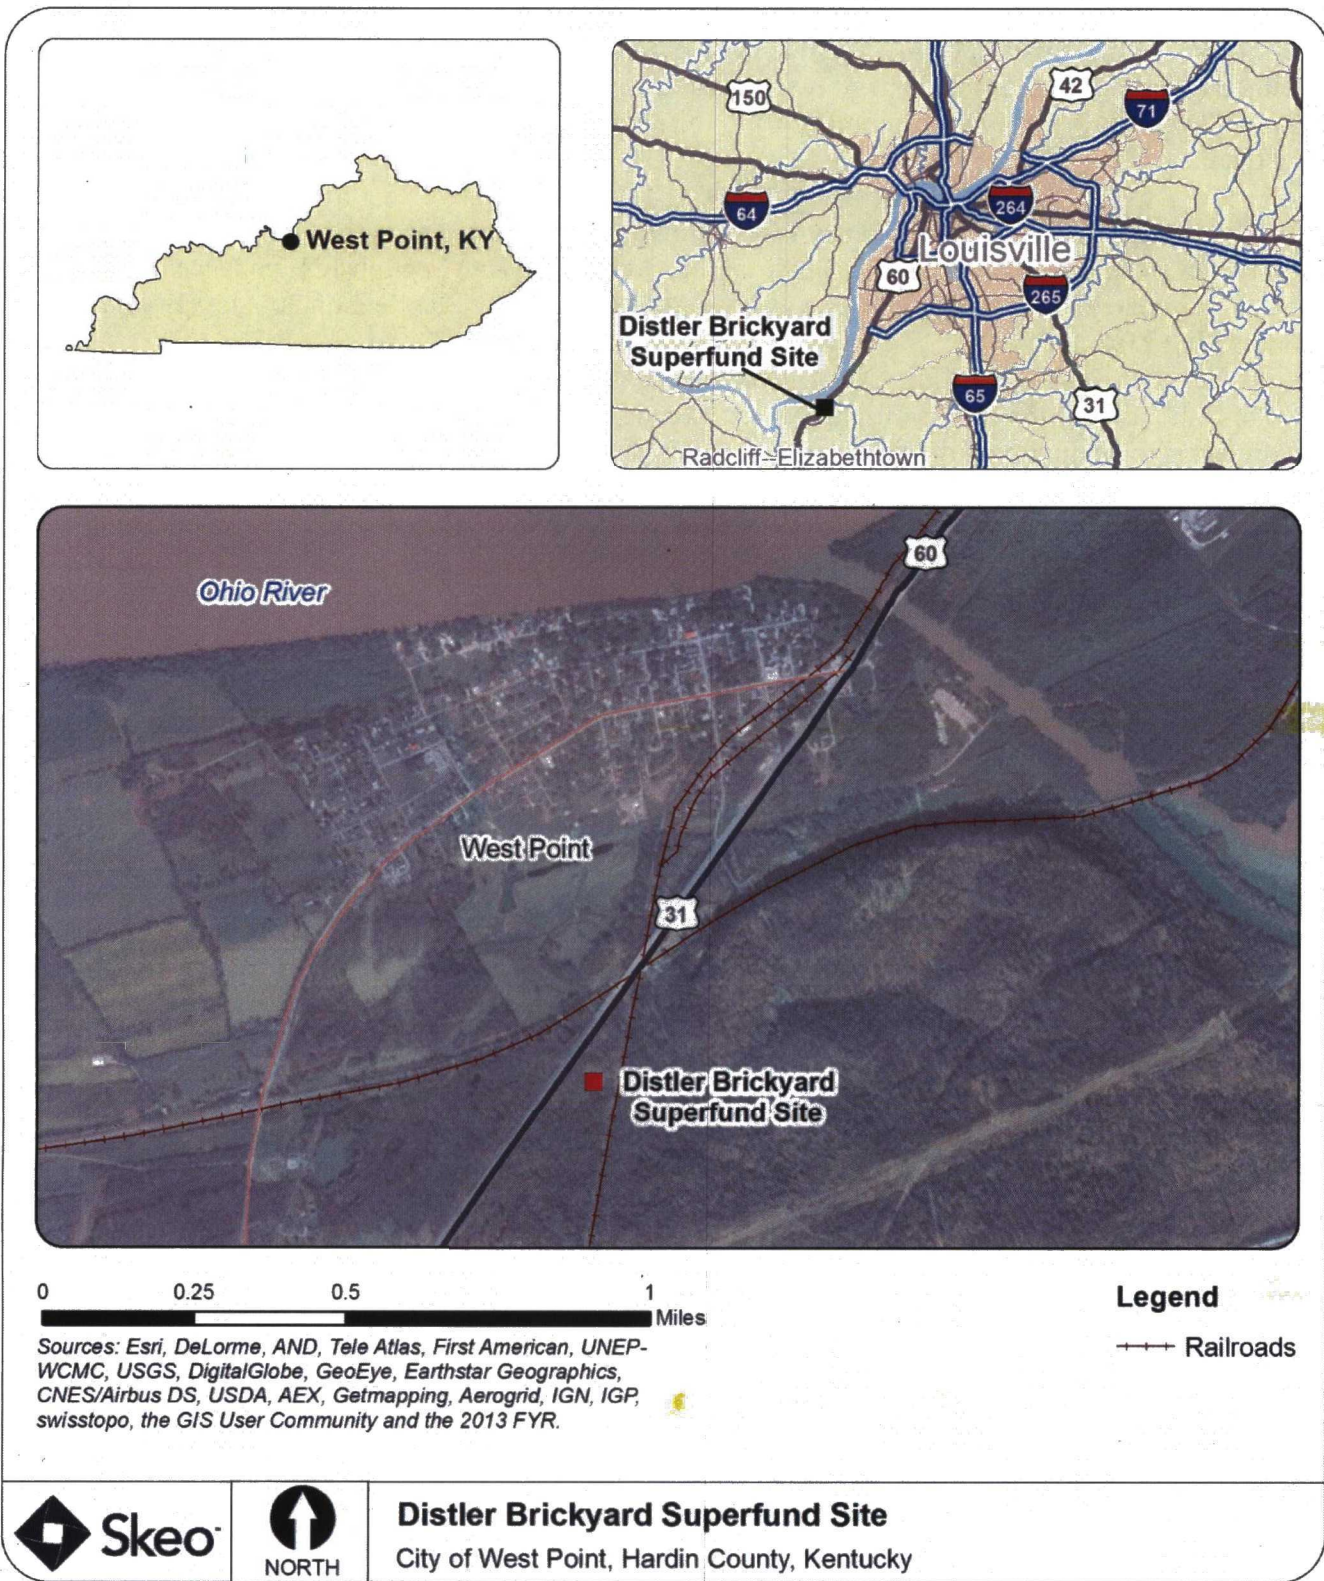 West Point, KY
150
42
71
64
264
Louisville
60
265
Distler Brickyard
Superfund Site
65
31
Radcliff--Elizabethtown
60
Ohio River
West Point
31
Distler Brickyard
Superfund Site
0 0.25 0.5 1
Miles
Legend
Railroads
Sources: Esri, DeLorme, AND, Tele Atlas, First American, UNEP-
WCMC, USGS, DigitalGlobe, GeoEye, Earthstar Geographics,
CNES/Airbus DS, USDA, AEX, Getmapping, Aerogrid, IGN, IGP,
swisstopo, the GIS User Community and the 2013 FYR.
Skeo
NORTH
Distler Brickyard Superfund Site
City of West Point, Hardin County, Kentucky